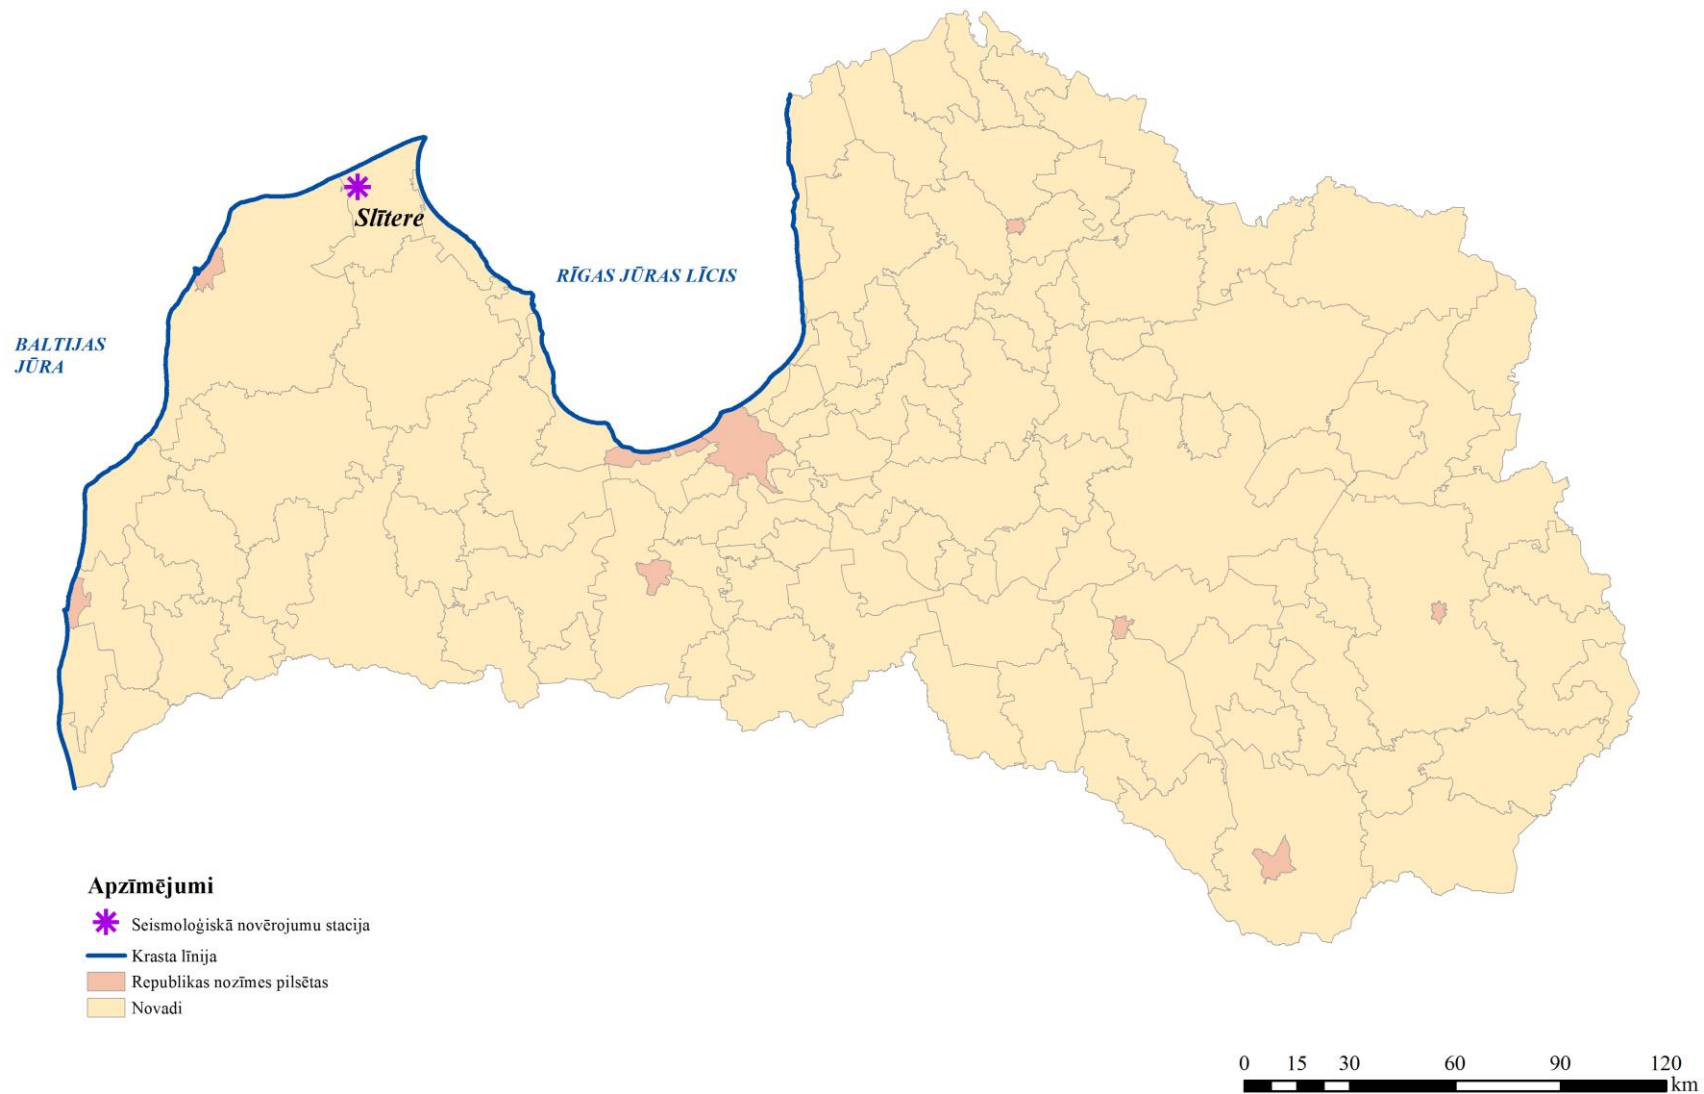 Slītere
RĪGAS JŪRAS LĪCIS
BALTIJAS
JŪRA
Apzīmējumi
Seismoloģiskā novērojumu stacija
Krasta līnija
Republikas nozīmes pilsētas
Novadi
0 15 30 60 90 120
km